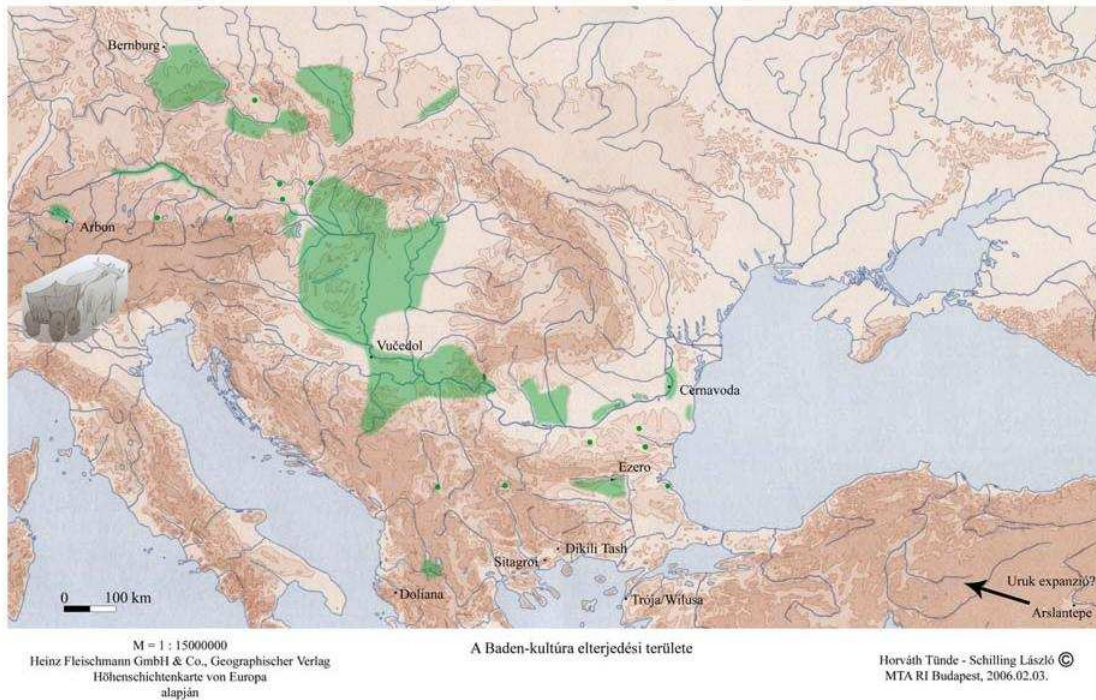 Bernburg
Arbon
Vučedol
Cernavoda
Ezero
Dikili Tash
Sitagroi
Doliana
Trója/Wilusa
Uruk expanzió?
Arslantepe
0 100 km
M = 1 : 15000000
Heinz Fleischmann GmbH & Co., Geographischer Verlag
Höhenschichtenkarte von Europa
alapján
A Baden-kultúra elterjedési területe
Horváth Tünde - Schilling László ©
MTA RI Budapest, 2006.02.03.